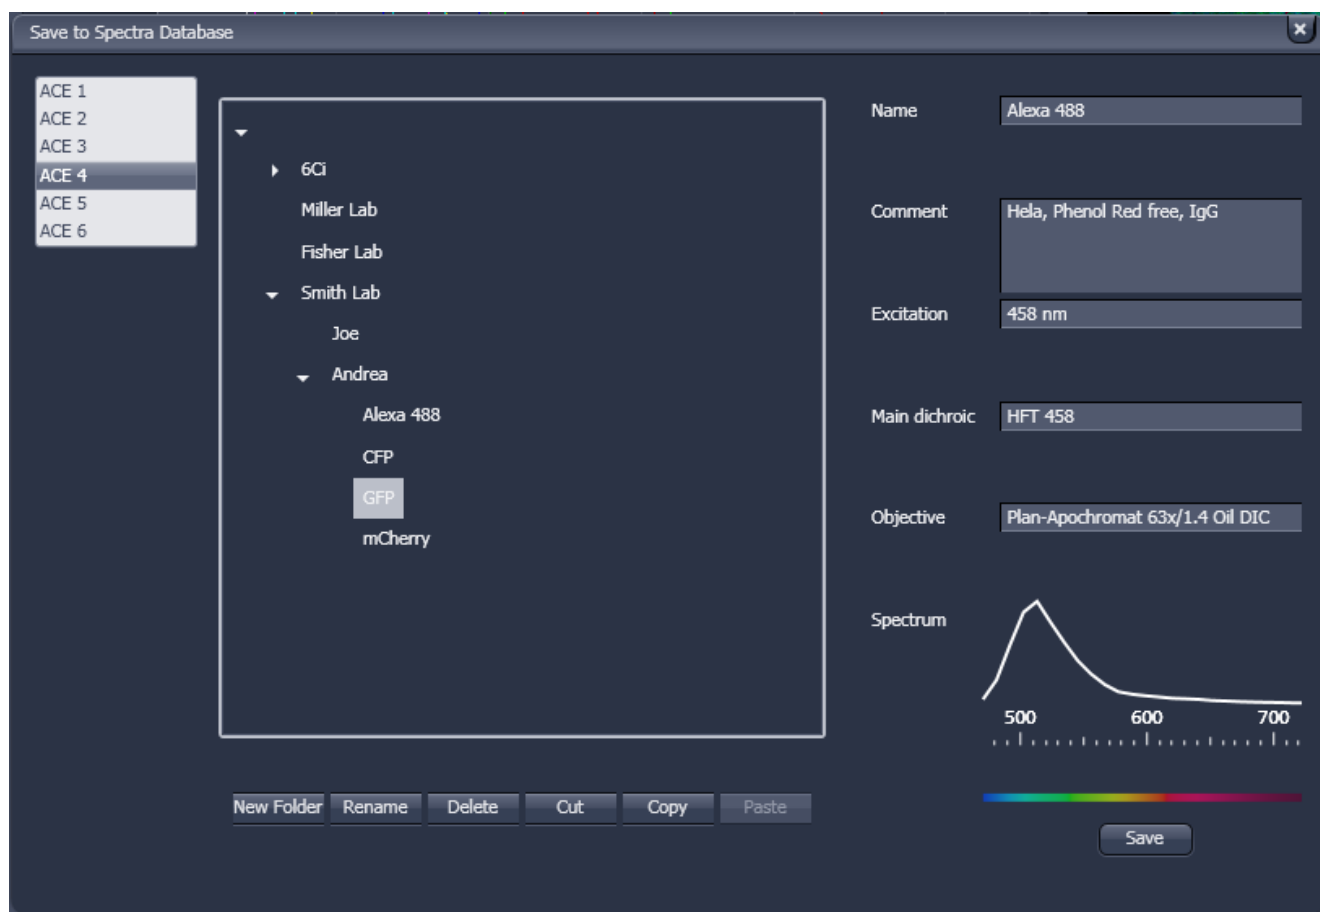 Save to Spectra Database
ACE 1
ACE 2
ACE 3
ACE 4
ACE 5
ACE 6
6Ci
Miller Lab
Fisher Lab
Smith Lab
Joe
Andrea
Alexa 488
CFP
GFP
mCherry
New Folder Rename Delete Cut Copy Paste
Name Alexa 488
Comment Hela, Phenol Red free, IgG
Excitation 458 nm
Main dichroic HFT 458
Objective Plan-Apochromat 63x/1.4 Oil DIC
Spectrum
500 600 700
Save